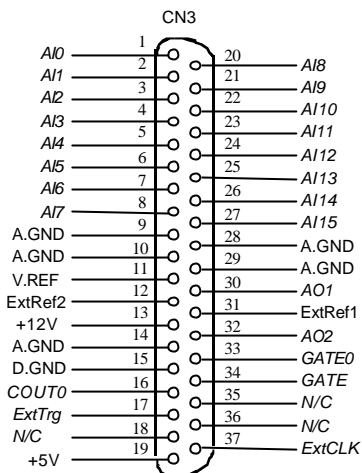 CN3
1 20
AI0 AI8
2 21
AI1 AI9
3 22
AI2 AI10
4 23
AI3 AI11
5 24
AI4 AI12
6 25
AI5 AI13
7 26
AI6 AI14
8 27
AI7 AI15
9 28
A.GND A.GND
10 29
A.GND A.GND
11 30
V.REF AO1
12 31
ExtRef2 ExtRef1
13 32
+12V AO2
14 33
A.GND GATE0
15 34
D.GND GATE
16 35
COUT0 N/C
17 36
ExtTrg N/C
18 37
N/C ExtCLK
19
+5V